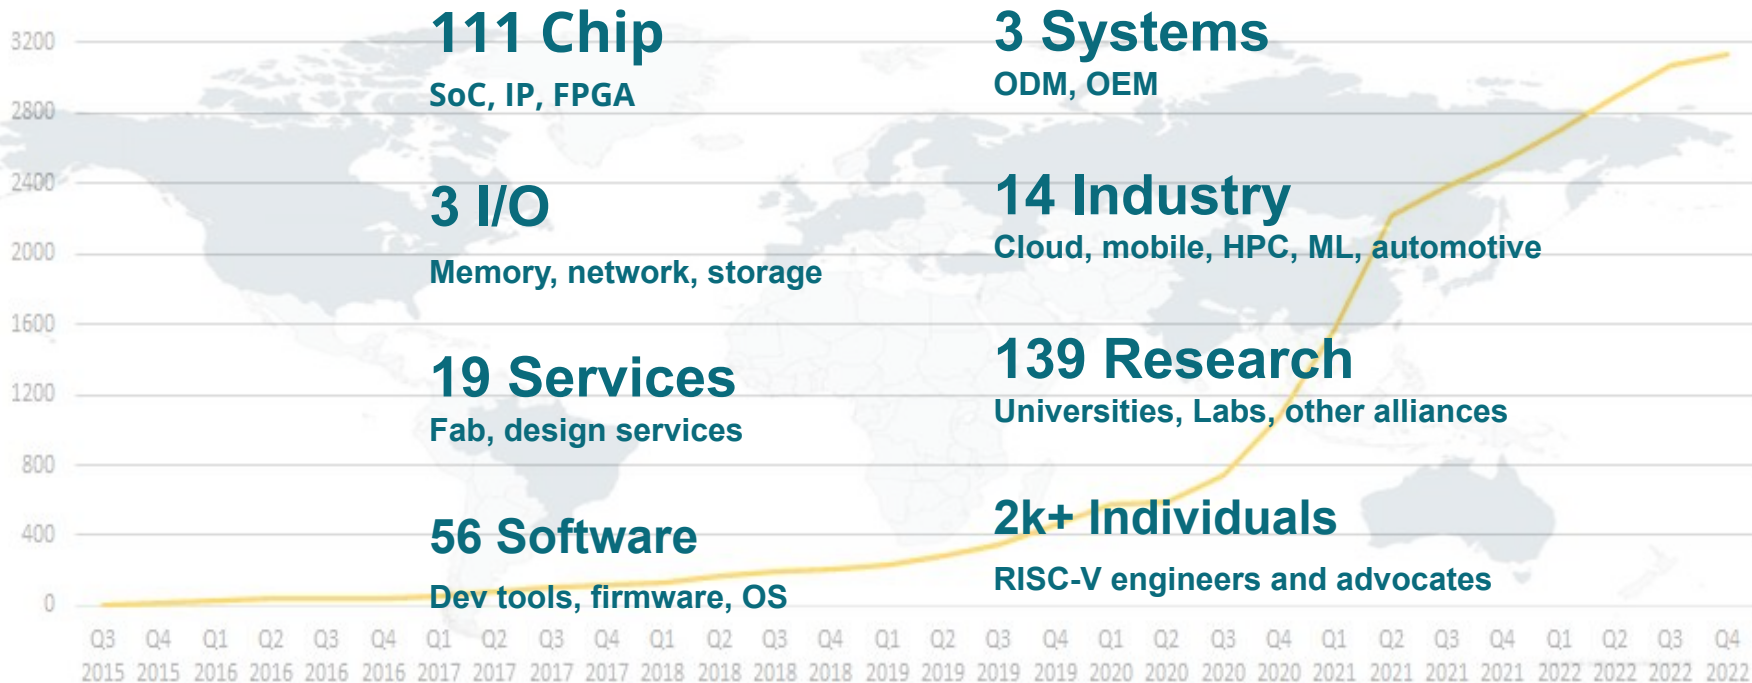 111 Chip
SoC, IP, FPGA
3 I/O
Memory, network, storage
19 Services
Fab, design services
56 Software
Dev tools, firmware, OS
3 Systems
ODM, OEM
14 Industry
Cloud, mobile, HPC, ML, automotive
139 Research
Universities, Labs, other alliances
2k+ Individuals
RISC-V engineers and advocates
3200
2800
2400
2000
1600
1200
800
400
0
Q3 Q4 Q1 Q2 Q3 Q4 Q1 Q2 Q3 Q4 Q1 Q2 Q3 Q4 Q1 Q2 Q3 Q4 Q1 Q2 Q3 Q4 Q1 Q2 Q3 Q4 Q1 Q2 Q3 Q4
2015 2015 2016 2016 2016 2016 2017 2017 2017 2017 2018 2018 2018 2018 2019 2019 2019 2019 2020 2020 2020 2020 2021 2021 2021 2021 2022 2022 2022 2022